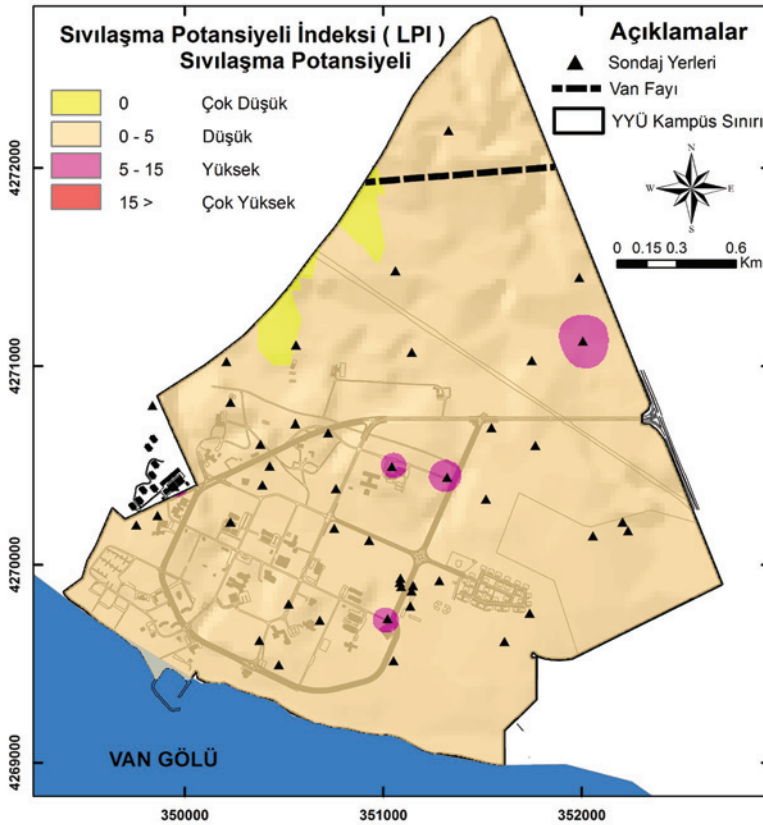 Sıvılaşma Potansiyeli İndeksi ( LPI )
Sıvılaşma Potansiyeli
0 Çok Düşük
0 - 5 Düşük
5 - 15 Yüksek
15 > Çok Yüksek
Açıklamalar
Sondaj Yerleri
Van Fayı
YYÜ Kampüs Sınırı
N
W E
S
0 0.15 0.3 0.6
Km
4272000
4271000
4270000
4269000
VAN GÖLÜ
350000 351000 352000